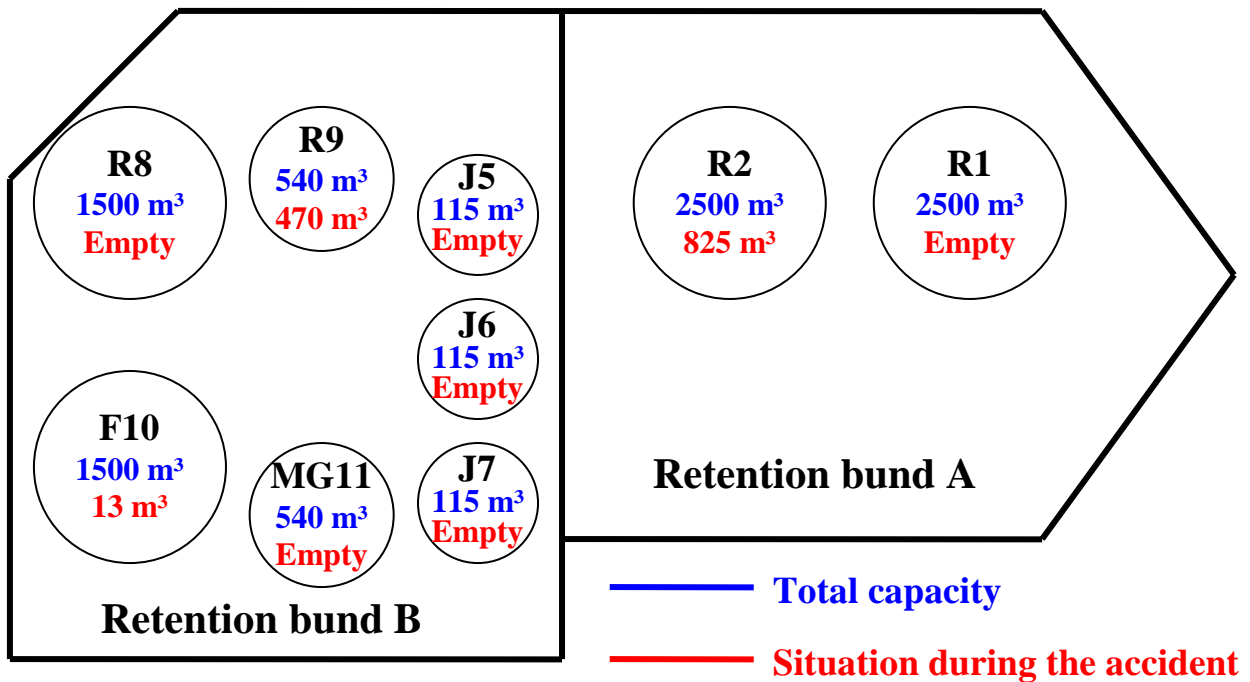 R8
1500 m³
Empty
R9
540 m³
470 m³
J5
115 m³
Empty
R2
2500 m³
825 m³
R1
2500 m³
Empty
J6
115 m³
Empty
F10
1500 m³
13 m³
MG11
540 m³
Empty
J7
115 m³
Empty
Retention bund A
Retention bund B
Total capacity
Situation during the accident